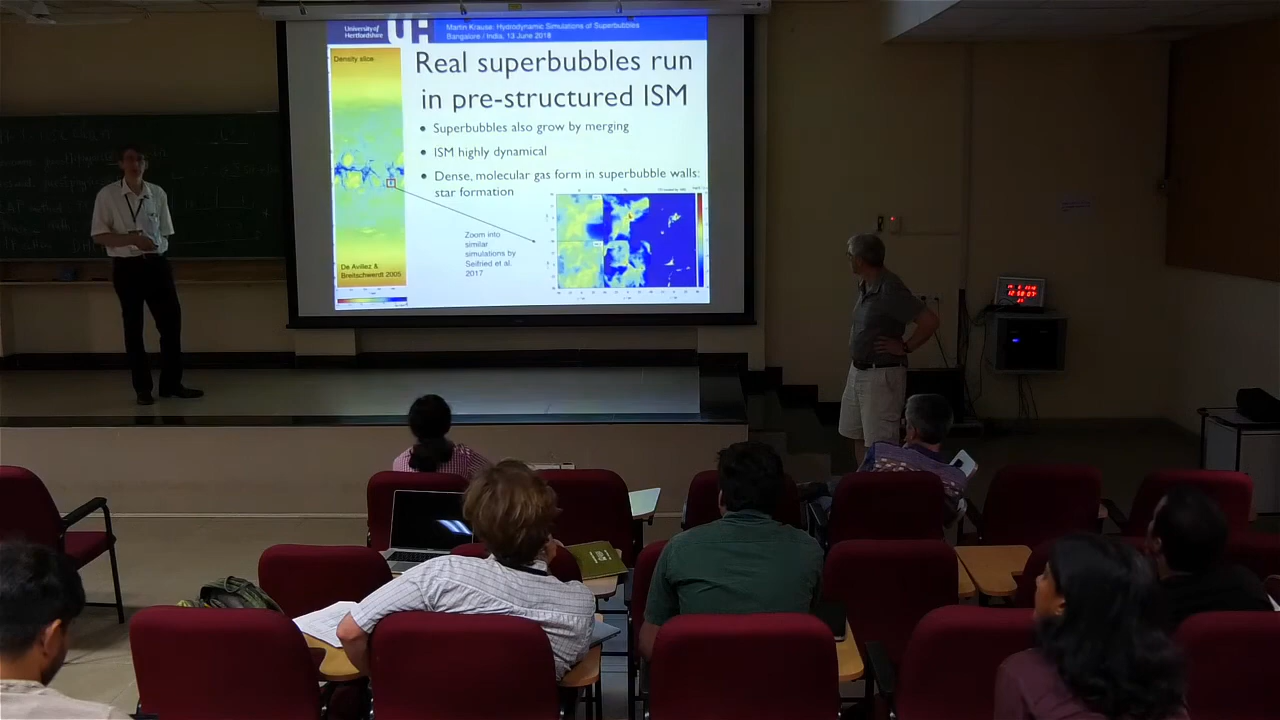 University of
Hertfordshire
UH
Martin Krause: Hydrodynamic Simulations of Superbubbles
Bangalore / India, 13 June 2018
Density slice
Real superbubbles run
in pre-structured ISM
• Superbubbles also grow by merging
• ISM highly dynamical
• Dense, molecular gas form in superbubble walls:
star formation
Zoom into
similar
simulations by
Seifried et al.
2017
De Avillez &
Breitschwerdt 2005